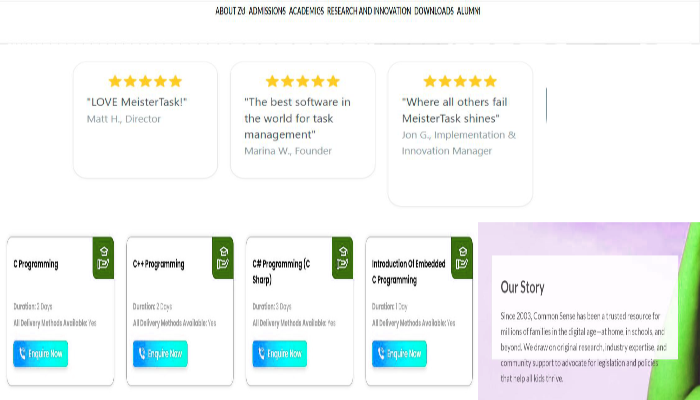 ABOUT ZU ADMISSIONS ACADEMICS RESEARCH AND INNOVATION DOWNLOADS ALUMNI
"LOVE MeisterTask!"
Matt H., Director
"The best software in
the world for task
management"
Marina W., Founder
"Where all others fail
MeisterTask shines"
Jon G., Implementation &
Innovation Manager
C Programming
Duration: 2 Days
All Delivery Methods Available: Yes
Enquire Now
C++ Programming
Duration: 2 Days
All Delivery Methods Available: Yes
Enquire Now
C# Programming (C
Sharp)
Duration: 3 Days
All Delivery Methods Available: Yes
Enquire Now
Introduction Of Embedded
C Programming
Duration: 1 Day
All Delivery Methods Available: Yes
Enquire Now
Our Story
Since 2003, Common Sense has been a trusted resource for
millions of families in the digital age—at home, in schools, and
beyond. We draw on original research, industry expertise, and
community support to advocate for legislation and policies
that help all kids thrive.